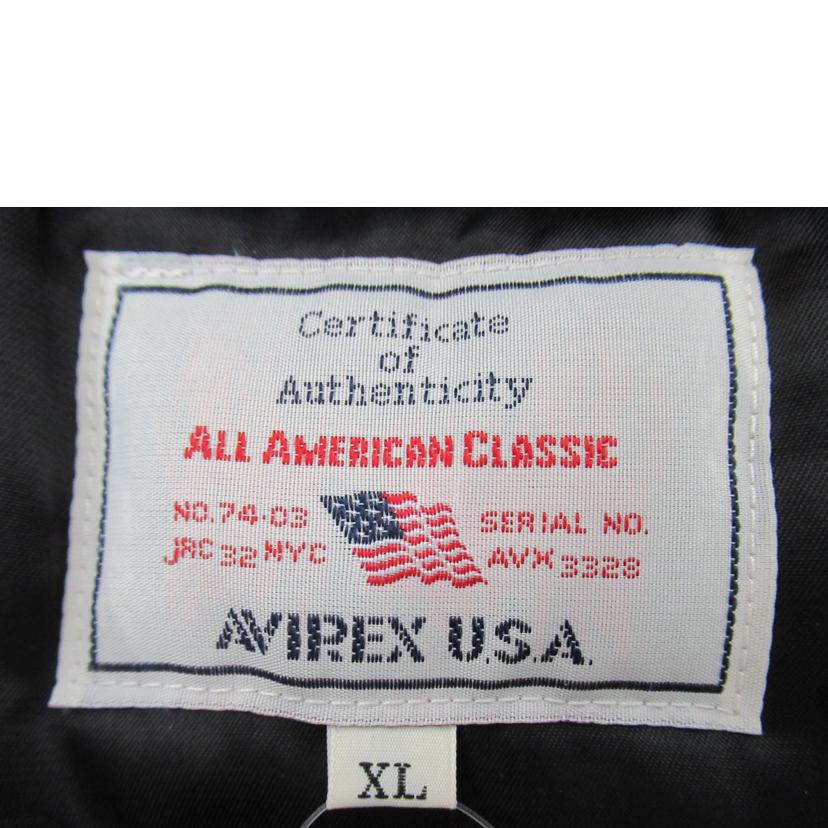 Certificate
of
Authenticity
ALL AMERICAN CLASSIC
NO.74-03 SERIAL NO.
JRC 32 NYC AVX 3328
AVIREX U.S.A.
XL